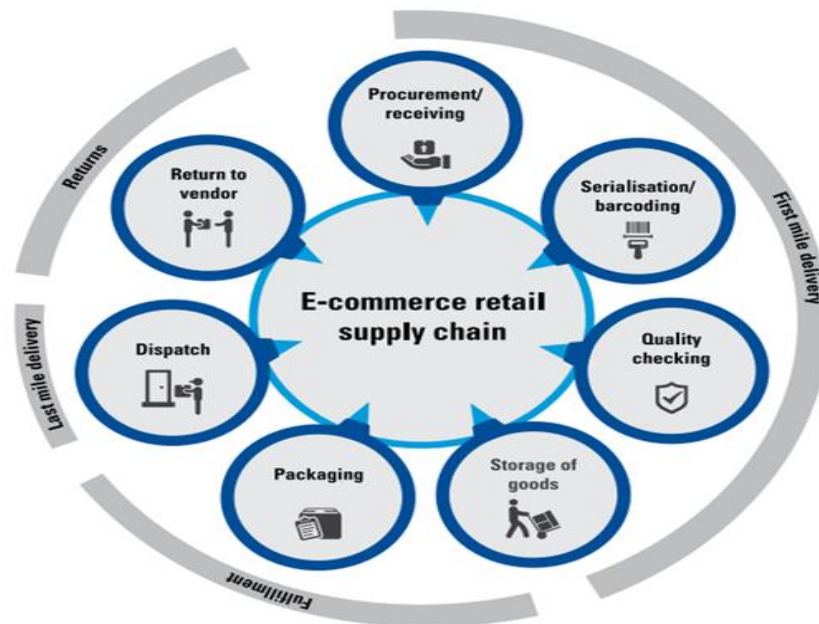 Procurement/
receiving
Serialisation/
barcoding
Quality
checking
Storage of
goods
Packaging
Dispatch
Return to
vendor
E-commerce retail
supply chain
First mile delivery
Fulfillment
Last mile delivery
Returns